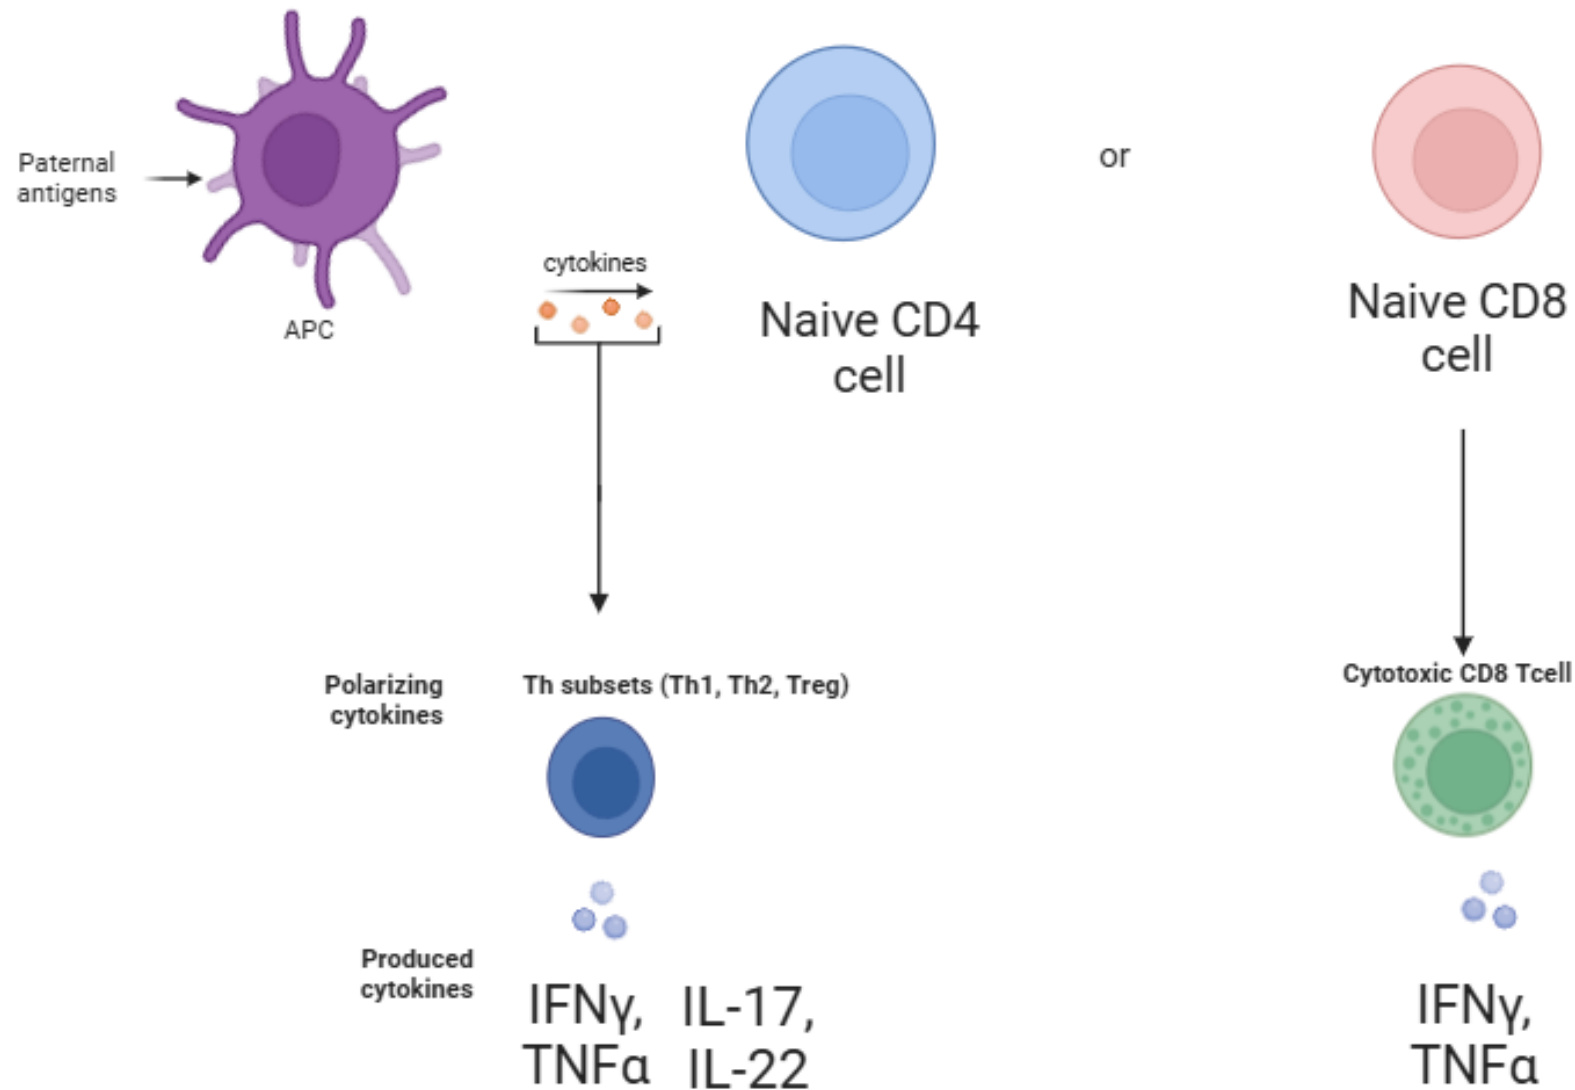 Paternal
antigens
APC
cytokines
Naive CD4
cell
or
Naive CD8
cell
Polarizing
cytokines
Th subsets (Th1, Th2, Treg)
Cytotoxic CD8 Tcell
Produced
cytokines
IFNγ,
TNFα
IL-17,
IL-22
IFNγ,
TNFα